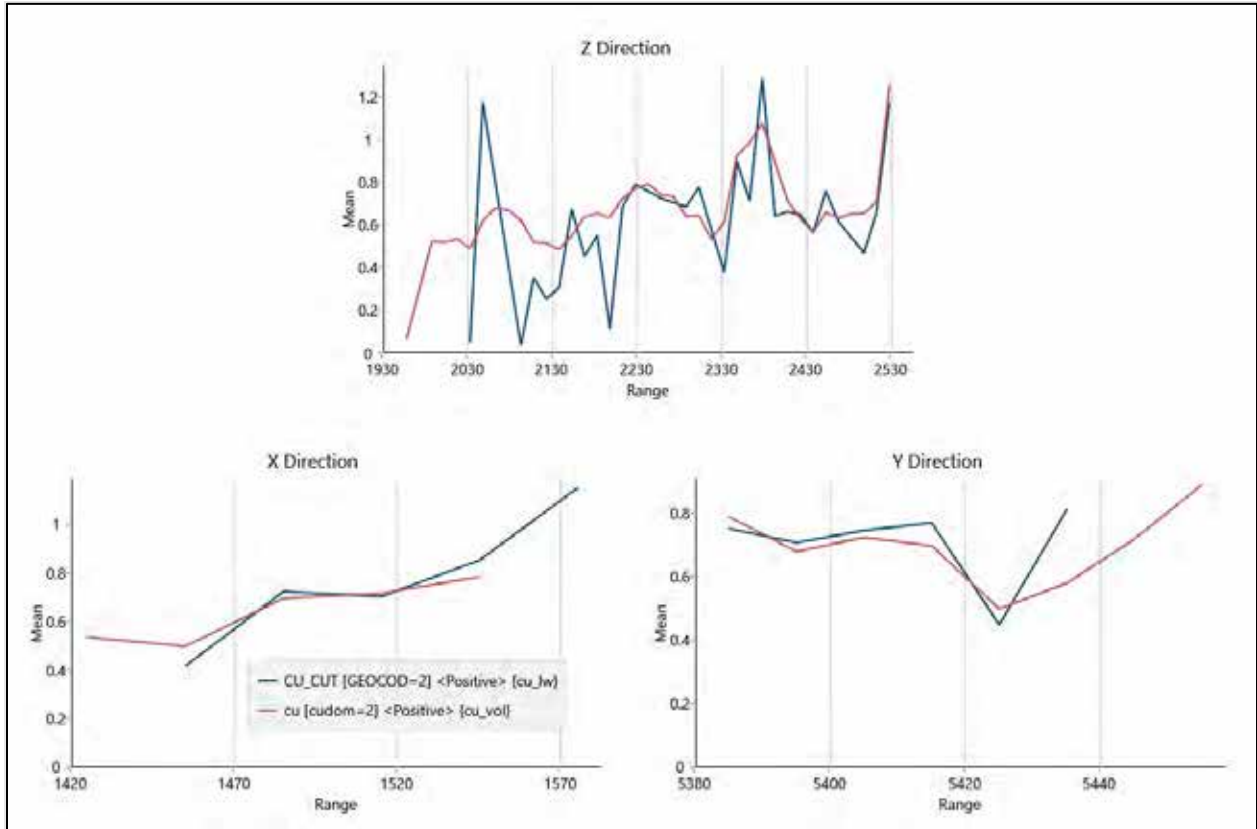 Z Direction
1.2
1
0.8
0.6
0.4
0.2
0
Mean
1930 2030 2130 2230 2330 2430 2530
Range
X Direction
1
0.8
0.6
0.4
0.2
0
Mean
CU_CUT [GEOCOD=2] <Positive> {cu_lw}
cu [cudom=2] <Positive> {cu_vol}
1420 1470 1520 1570
Range
Y Direction
0.8
0.6
0.4
0.2
0
Mean
5380 5400 5420 5440
Range